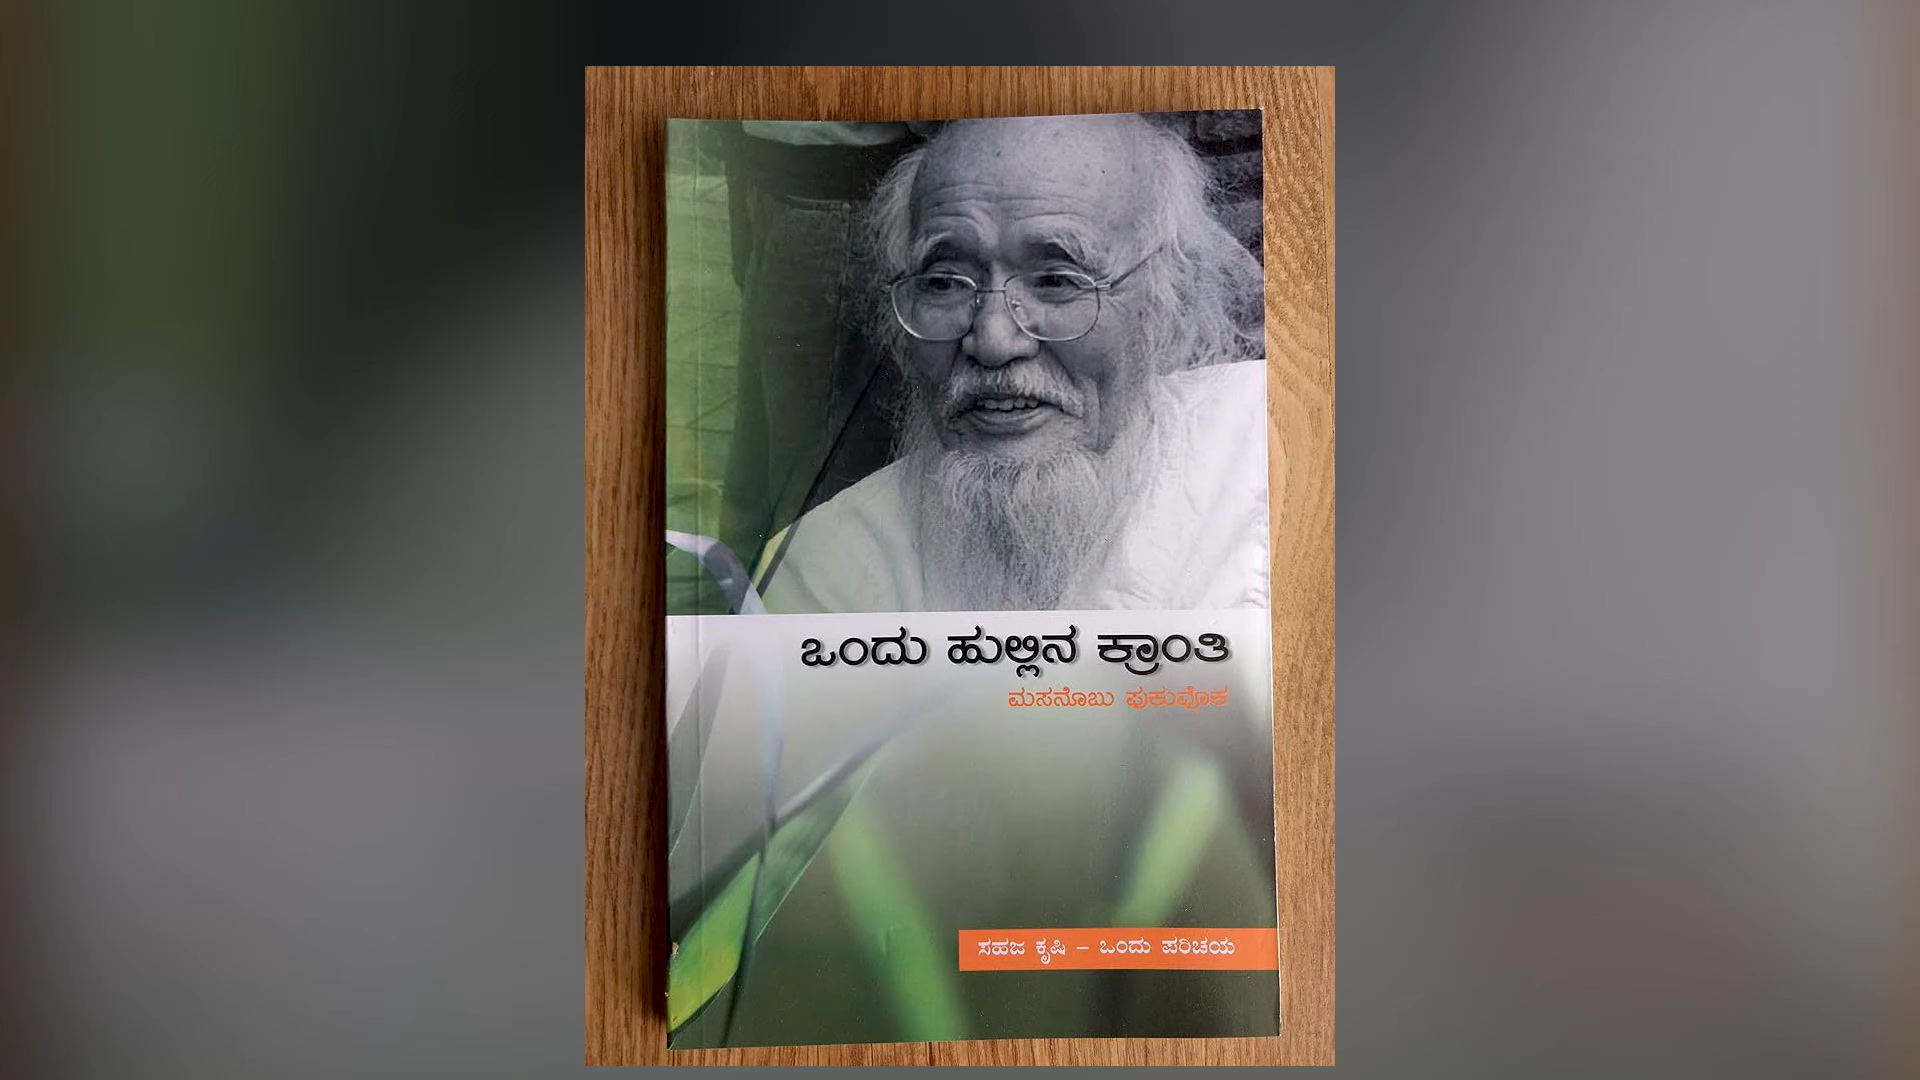 ಒಂದು ಹುಲ್ಲಿನ ಕ್ರಾಂತಿ
ಮಸನೊಬು ಫುಕುವೊಕ
ಸಹಜ ಕೃಷಿ – ಒಂದು ಪರಿಚಯ